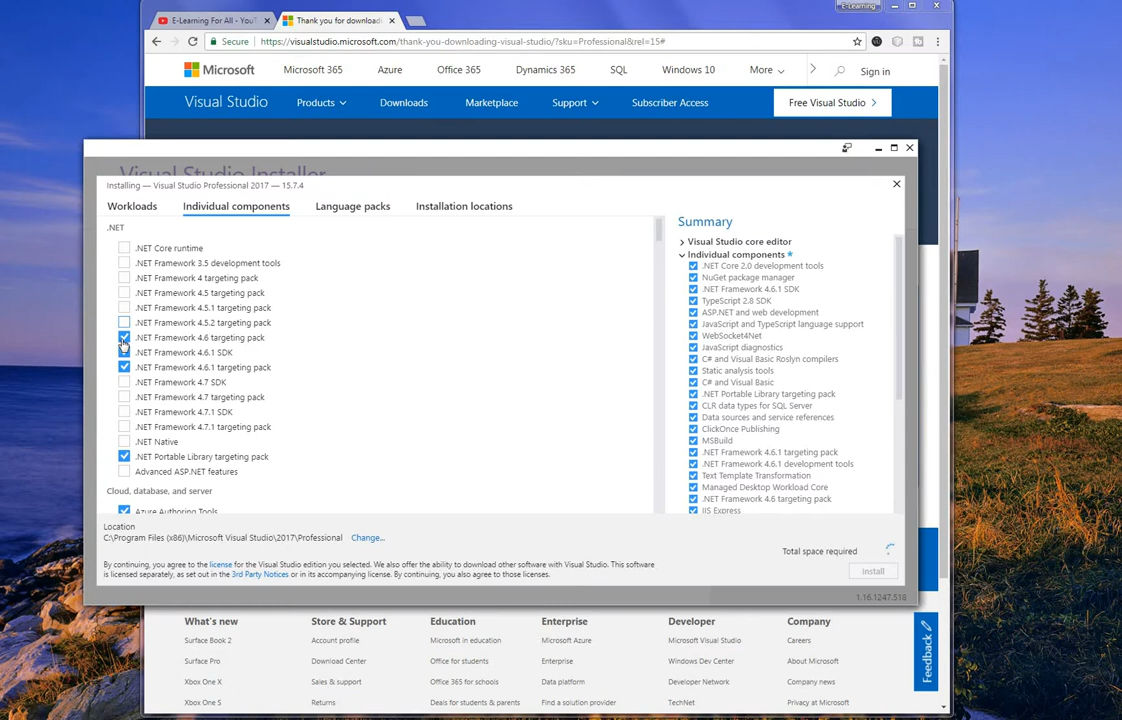 E-Learning
E-Learning For All - YouT
Thank you for downloadi
Secure
https://visualstudio.microsoft.com/thank-you-downloading-visual-studio/?sku=Professional&rel=15#
Microsoft
Microsoft 365
Azure
Office 365
Dynamics 365
SQL
Windows 10
More
Sign in
Visual Studio
Products
Downloads
Marketplace
Support
Subscriber Access
Free Visual Studio
Visual Studio Installer
Installing — Visual Studio Professional 2017 — 15.7.4
Workloads
Individual components
Language packs
Installation locations
.NET
.NET Core runtime
.NET Framework 3.5 development tools
.NET Framework 4 targeting pack
.NET Framework 4.5 targeting pack
.NET Framework 4.5.1 targeting pack
.NET Framework 4.5.2 targeting pack
.NET Framework 4.6 targeting pack
.NET Framework 4.6.1 SDK
.NET Framework 4.6.1 targeting pack
.NET Framework 4.7 SDK
.NET Framework 4.7 targeting pack
.NET Framework 4.7.1 SDK
.NET Framework 4.7.1 targeting pack
.NET Native
.NET Portable Library targeting pack
Advanced ASP.NET features
Cloud, database, and server
Azure Authoring Tools
Summary
Visual Studio core editor
Individual components *
.NET Core 2.0 development tools
NuGet package manager
.NET Framework 4.6.1 SDK
TypeScript 2.8 SDK
ASP.NET and web development
JavaScript and TypeScript language support
WebSocket4Net
JavaScript diagnostics
C# and Visual Basic Roslyn compilers
Static analysis tools
C# and Visual Basic
.NET Portable Library targeting pack
CLR data types for SQL Server
Data sources and service references
ClickOnce Publishing
MSBuild
.NET Framework 4.6.1 targeting pack
.NET Framework 4.6.1 development tools
Text Template Transformation
Managed Desktop Workload Core
.NET Framework 4.6 targeting pack
IIS Express
Location
C:\Program Files (x86)\Microsoft Visual Studio\2017\Professional
Change...
By continuing, you agree to the license for the Visual Studio edition you selected. We also offer the ability to download other software with Visual Studio. This software
is licensed separately, as set out in the 3rd Party Notices or in its accompanying license. By continuing, you also agree to those licenses.
Total space required
Install
1.16.1247.518
What's new
Store & Support
Education
Enterprise
Developer
Company
Surface Book 2
Account profile
Microsoft in education
Microsoft Azure
Microsoft Visual Studio
Careers
Surface Pro
Download Center
Office for students
Enterprise
Windows Dev Center
About Microsoft
Xbox One X
Sales & support
Office 365 for schools
Data platform
Developer Network
Company news
Xbox One S
Returns
Deals for students & parents
Find a solution provider
TechNet
Privacy at Microsoft
Feedback